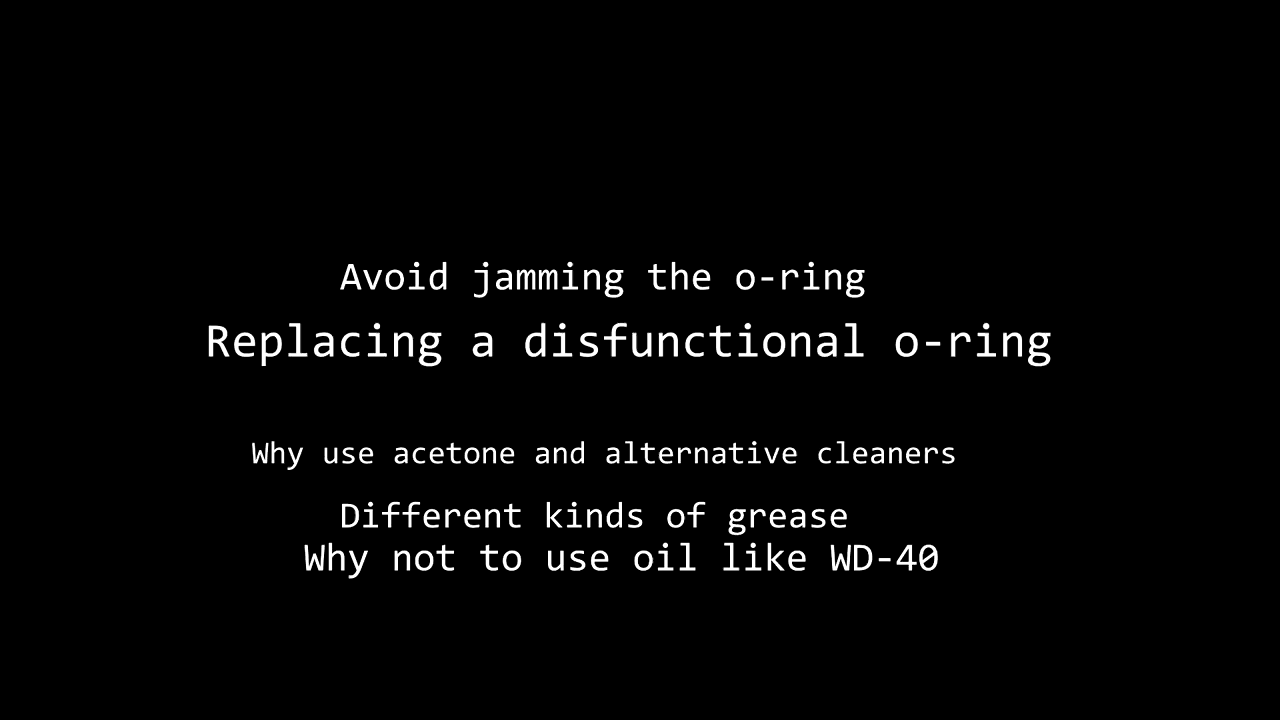 Avoid jamming the o-ring
Replacing a disfunctional o-ring
Why use acetone and alternative cleaners
Different kinds of grease
Why not to use oil like WD-40